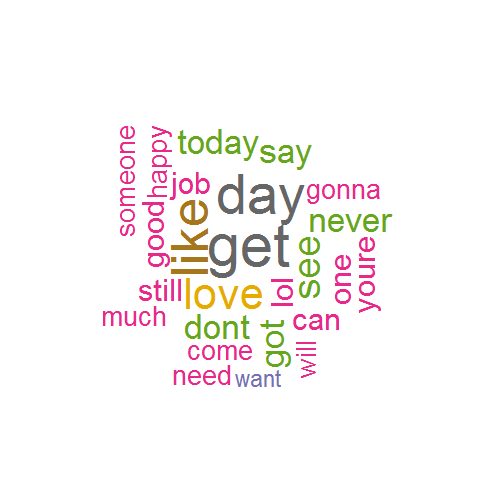 someone
happy
today
say
good
job
day
gonna
like
get
never
see
one
youre
still
love
lol
much
dont
got
can
come
will
need
want